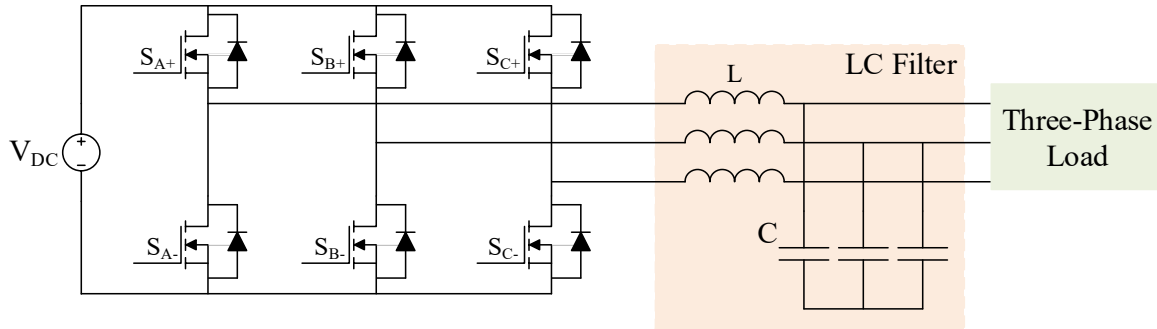 S_A+
S_B+
S_C+
LC Filter
L
V_DC
Three-Phase
Load
S_A-
S_B-
S_C-
C